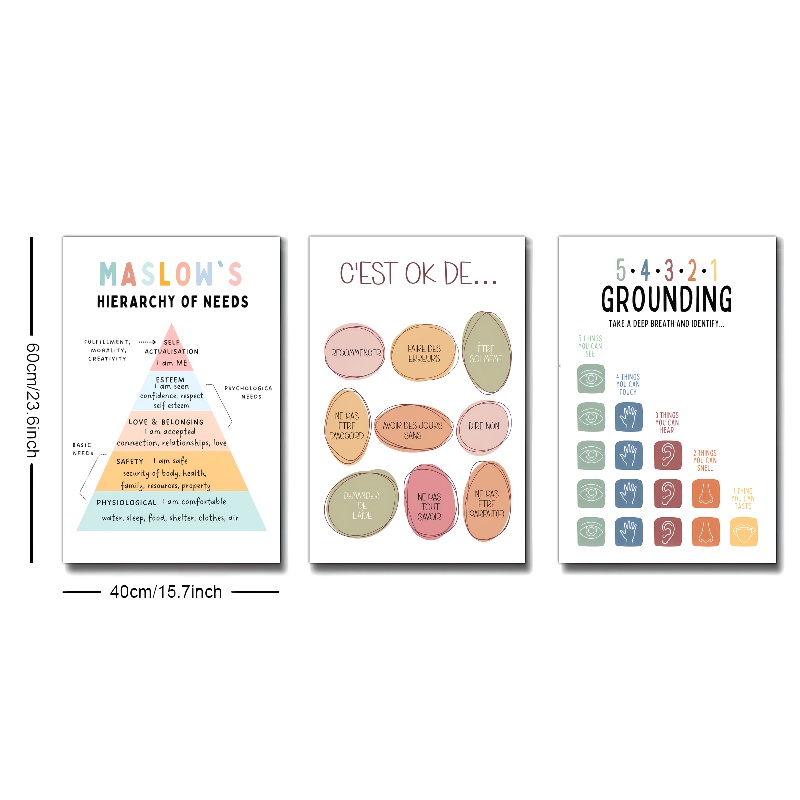 60cm/23.6inch
40cm/15.7inch
MASLOW`S
HIERARCHY OF NEEDS
FULFILLMENT,
MORALITY,
CREATIVITY
SELF
ACTUALISATION
I am ME
ESTEEM
I am seen
confidence, respect
self esteem
PSYCHOLOGICA
NEEDS
LOVE & BELONGING
I am accepted
connection, relationships, love
BASIC
NEEDS
SAFETY I am safe
security of body, health,
family, resources, property
PHYSIOLOGICAL I am comfortable
water, sleep, food, shelter, clothes, air
C'EST OK DE...
RECOMMENCER
FAIRE DES
ERREURS
ÊTRE
SOI-MÊME
NE PAS
ÊTRE
D'ACCORD
AVOIR DES JOURS
SANS
DIRE NON
DEMANDER
DE
L'AIDE
NE PAS
TOUT
SAVOIR
NE PAS
ÊTRE
PARFAIT(E)
5·4·3·2·1
GROUNDING
TAKE A DEEP BREATH AND IDENTIFY...
5 THINGS
YOU CAN
SEE
4 THINGS
YOU CAN
TOUCH
3 THINGS
YOU CAN
HEAR
2 THINGS
YOU CAN
SMELL
1 THING
YOU CAN
TASTE